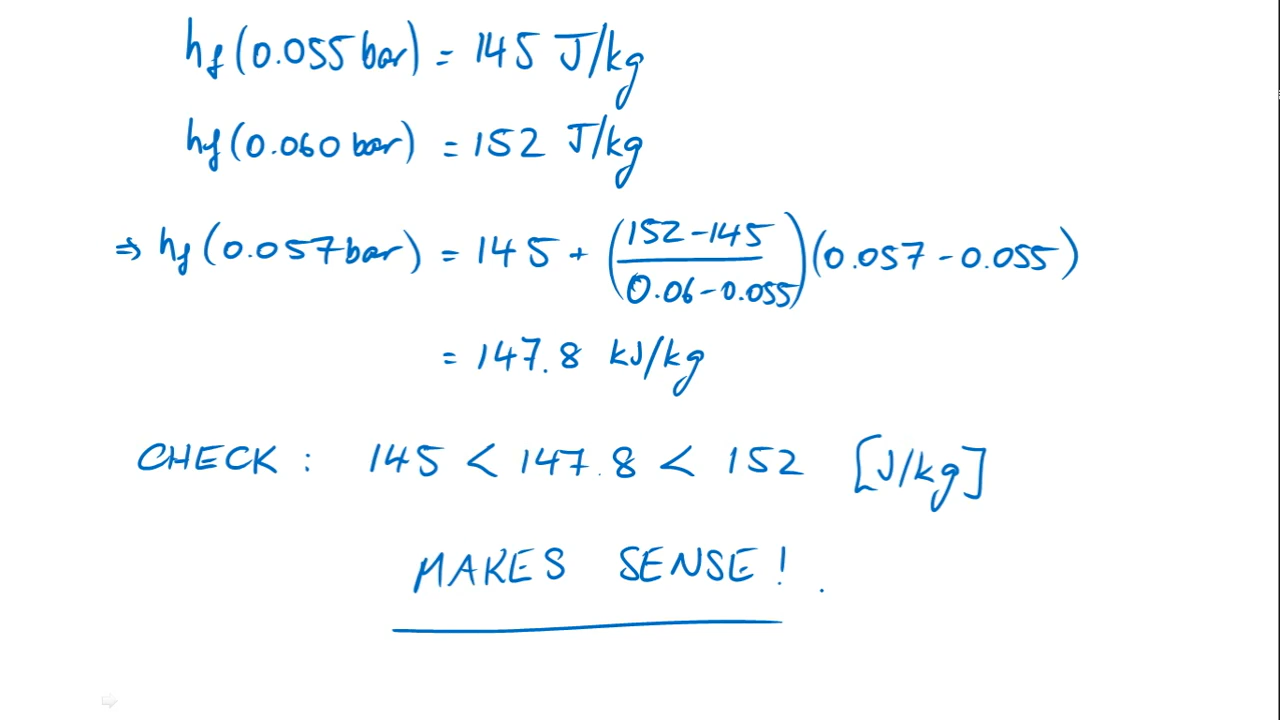 hf (0.055 bar) = 145 J/kg
hf (0.060 bar) = 152 J/kg
⇒ hf (0.057 bar) = 145 + ((152-145)/(0.06-0.055))(0.057-0.055)
= 147.8 kJ/kg
CHECK : 145 < 147.8 < 152 [J/kg]
MAKES SENSE! .